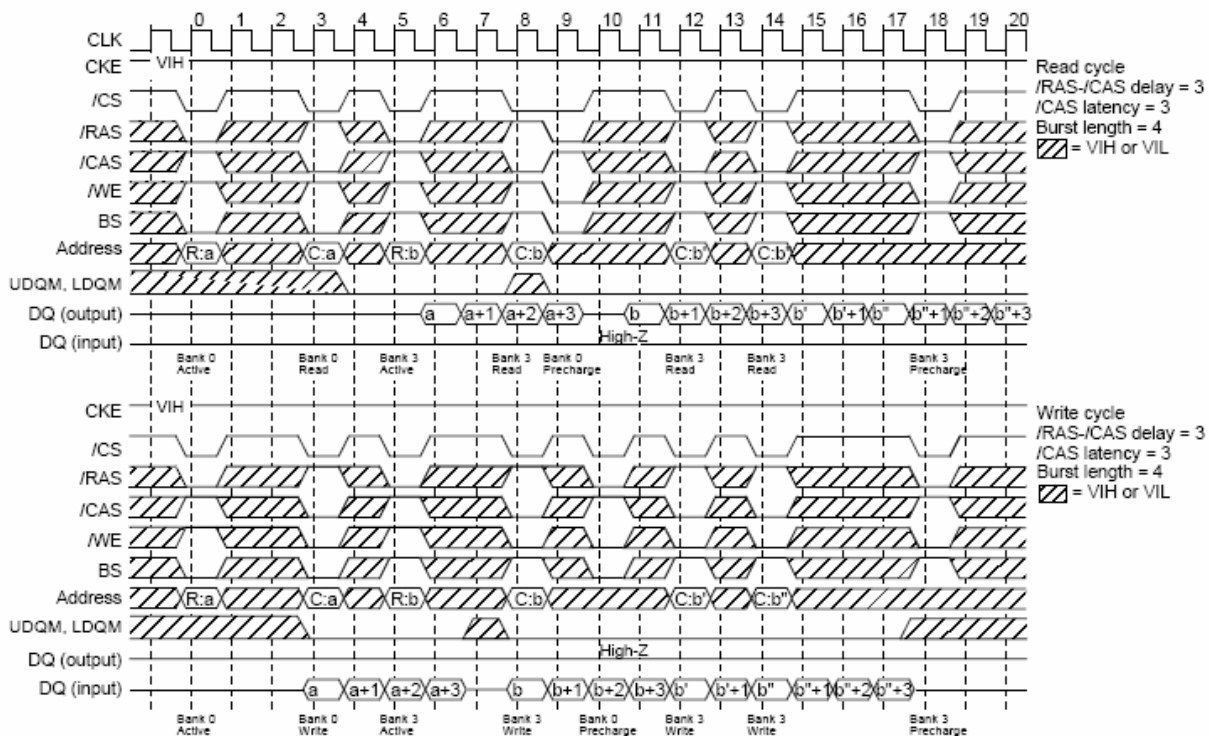 0 1 2 3 4 5 6 7 8 9 10 11 12 13 14 15 16 17 18 19 20
CLK
CKE VIH
/CS
/RAS
/CAS
/WE
BS
Address R:a C:a R:b C:b C:b' C:b"
UDQM, LDQM
DQ (output) a a+1 a+2 a+3 b b+1 b+2 b+3 b' b'+1 b" b"+1 b"+2 b"+3
DQ (input) High-Z
Bank 0 Active
Bank 0 Read
Bank 3 Active
Bank 3 Read
Bank 0 Precharge
Bank 3 Read
Bank 3 Read
Bank 3 Precharge
Read cycle
/RAS-/CAS delay = 3
/CAS latency = 3
Burst length = 4
= VIH or VIL
CKE VIH
/CS
/RAS
/CAS
/WE
BS
Address R:a C:a R:b C:b C:b' C:b"
UDQM, LDQM
DQ (output) High-Z
DQ (input) a a+1 a+2 a+3 b b+1 b+2 b+3 b' b'+1 b" b"+1 b"+2 b"+3
Bank 0 Active
Bank 0 Write
Bank 3 Active
Bank 3 Write
Bank 0 Precharge
Bank 3 Write
Bank 3 Write
Bank 3 Precharge
Write cycle
/RAS-/CAS delay = 3
/CAS latency = 3
Burst length = 4
= VIH or VIL